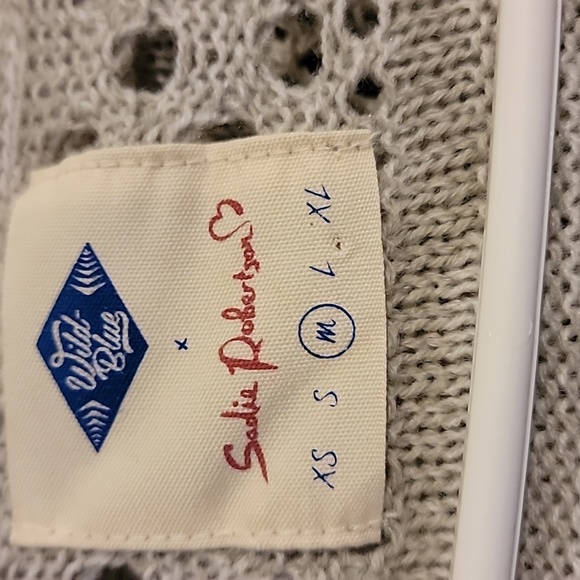 Wild-
Blue
x
Sadie Robertson♡
XS S M L XL